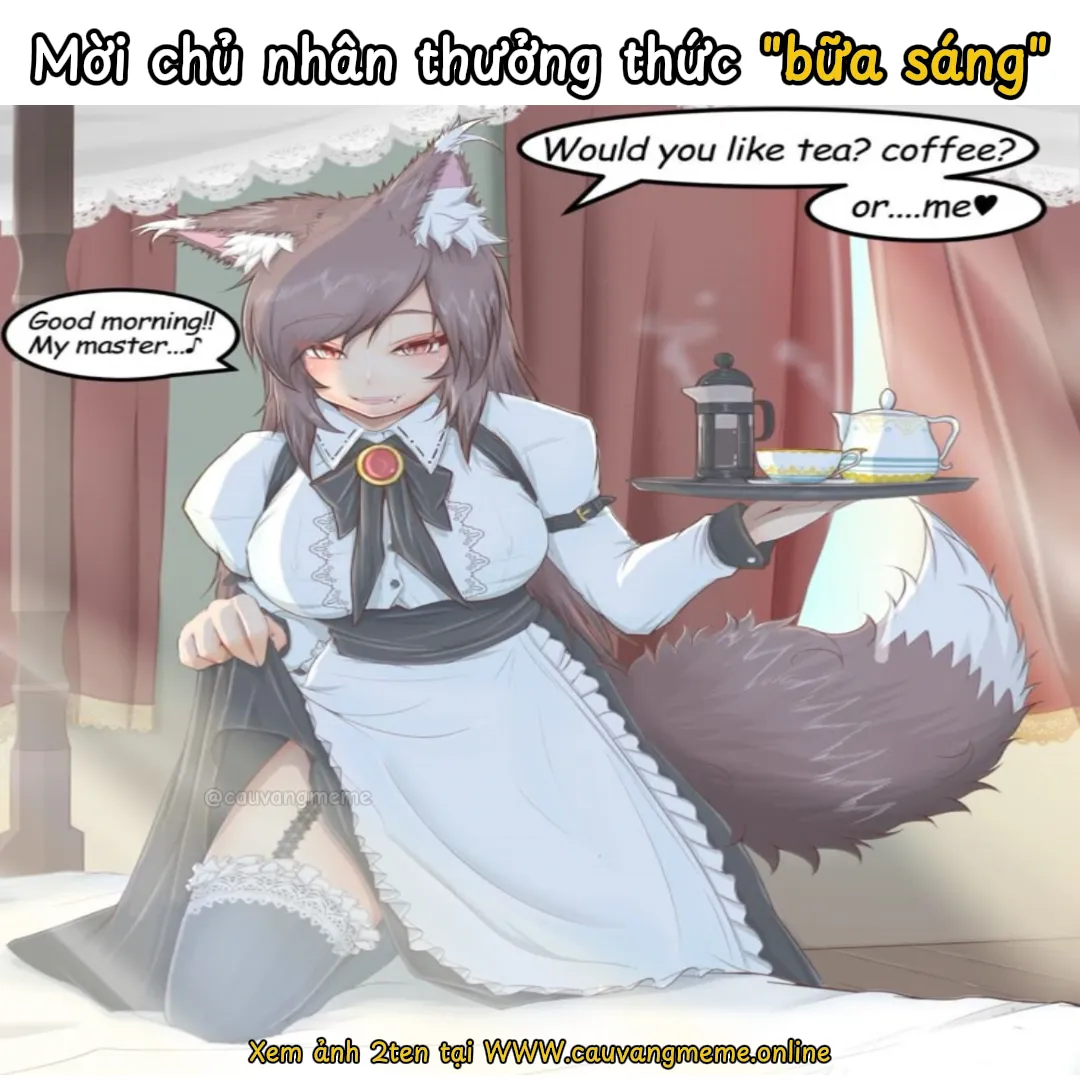 Mời chủ nhân thưởng thức "bữa sáng"
Would you like tea? coffee?
or....me♥
Good morning!!
My master...♪
@cauvangmeme
Xem ảnh 2ten tại WWW.cauvangmeme.online